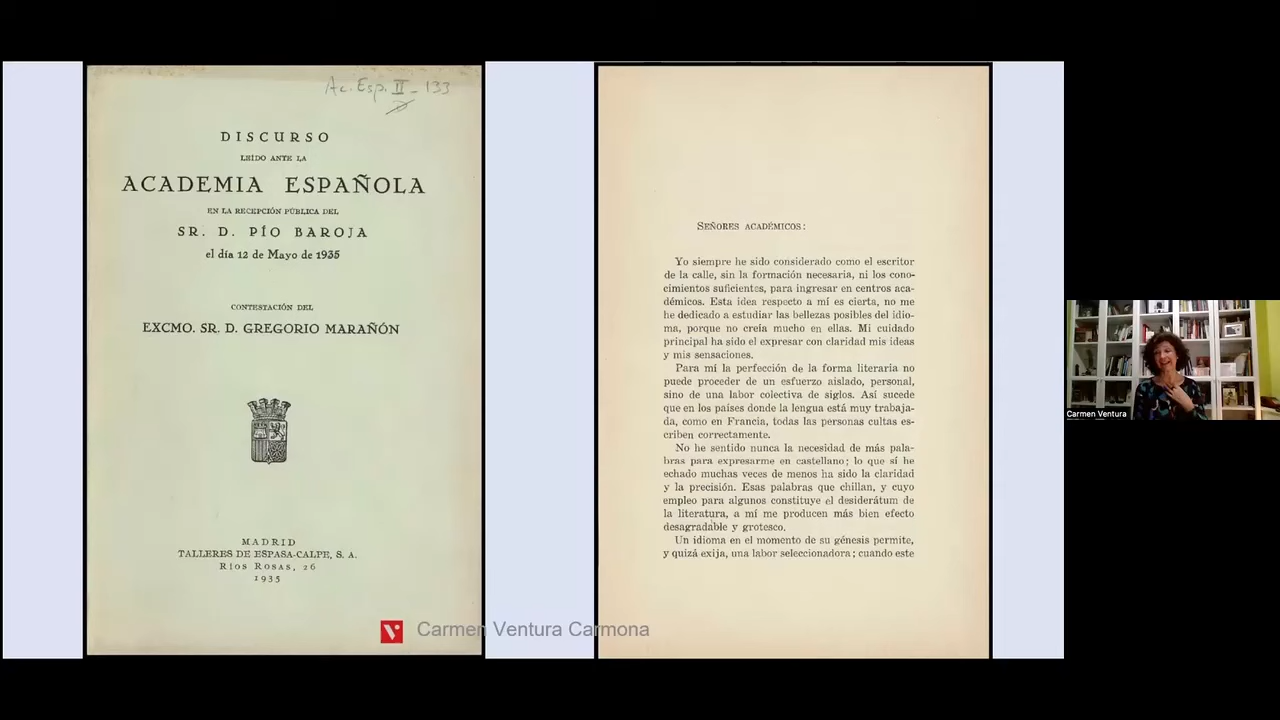 Ac. Esp. II - 133
DISCURSO
LEÍDO ANTE LA
ACADEMIA ESPAÑOLA
EN LA RECEPCIÓN PÚBLICA DEL
SR. D. PÍO BAROJA
el día 12 de Mayo de 1935
CONTESTACIÓN DEL
EXCMO. SR. D. GREGORIO MARAÑÓN
MADRID
TALLERES DE ESPASA-CALPE, S. A.
Ríos Rosas, 26
1935
SEÑORES ACADÉMICOS:
Yo siempre he sido considerado como el escritor
de la calle, sin la formación necesaria, ni los cono-
cimientos suficientes, para ingresar en centros aca-
démicos. Esta idea respecto a mí es cierta, no me
he dedicado a estudiar las bellezas posibles del idio-
ma, porque no creía mucho en ellas. Mi cuidado
principal ha sido el expresar con claridad mis ideas
y mis sensaciones.
Para mí la perfección de la forma literaria no
puede proceder de un esfuerzo aislado, personal,
sino de una labor colectiva de siglos. Así sucede
que en los países donde la lengua está muy trabaja-
da, como en Francia, todas las personas cultas es-
criben correctamente.
No he sentido nunca la necesidad de más pala-
bras para expresarme en castellano; lo que sí he
echado muchas veces de menos ha sido la claridad
y la precisión. Esas palabras que chillan, y cuyo
empleo para algunos constituye el desiderátum de
la literatura, a mí me producen más bien efecto
desagradable y grotesco.
Un idioma en el momento de su génesis permite,
y quizá exija, una labor seleccionadora; cuando este
Carmen Ventura Carmona
Carmen Ventura